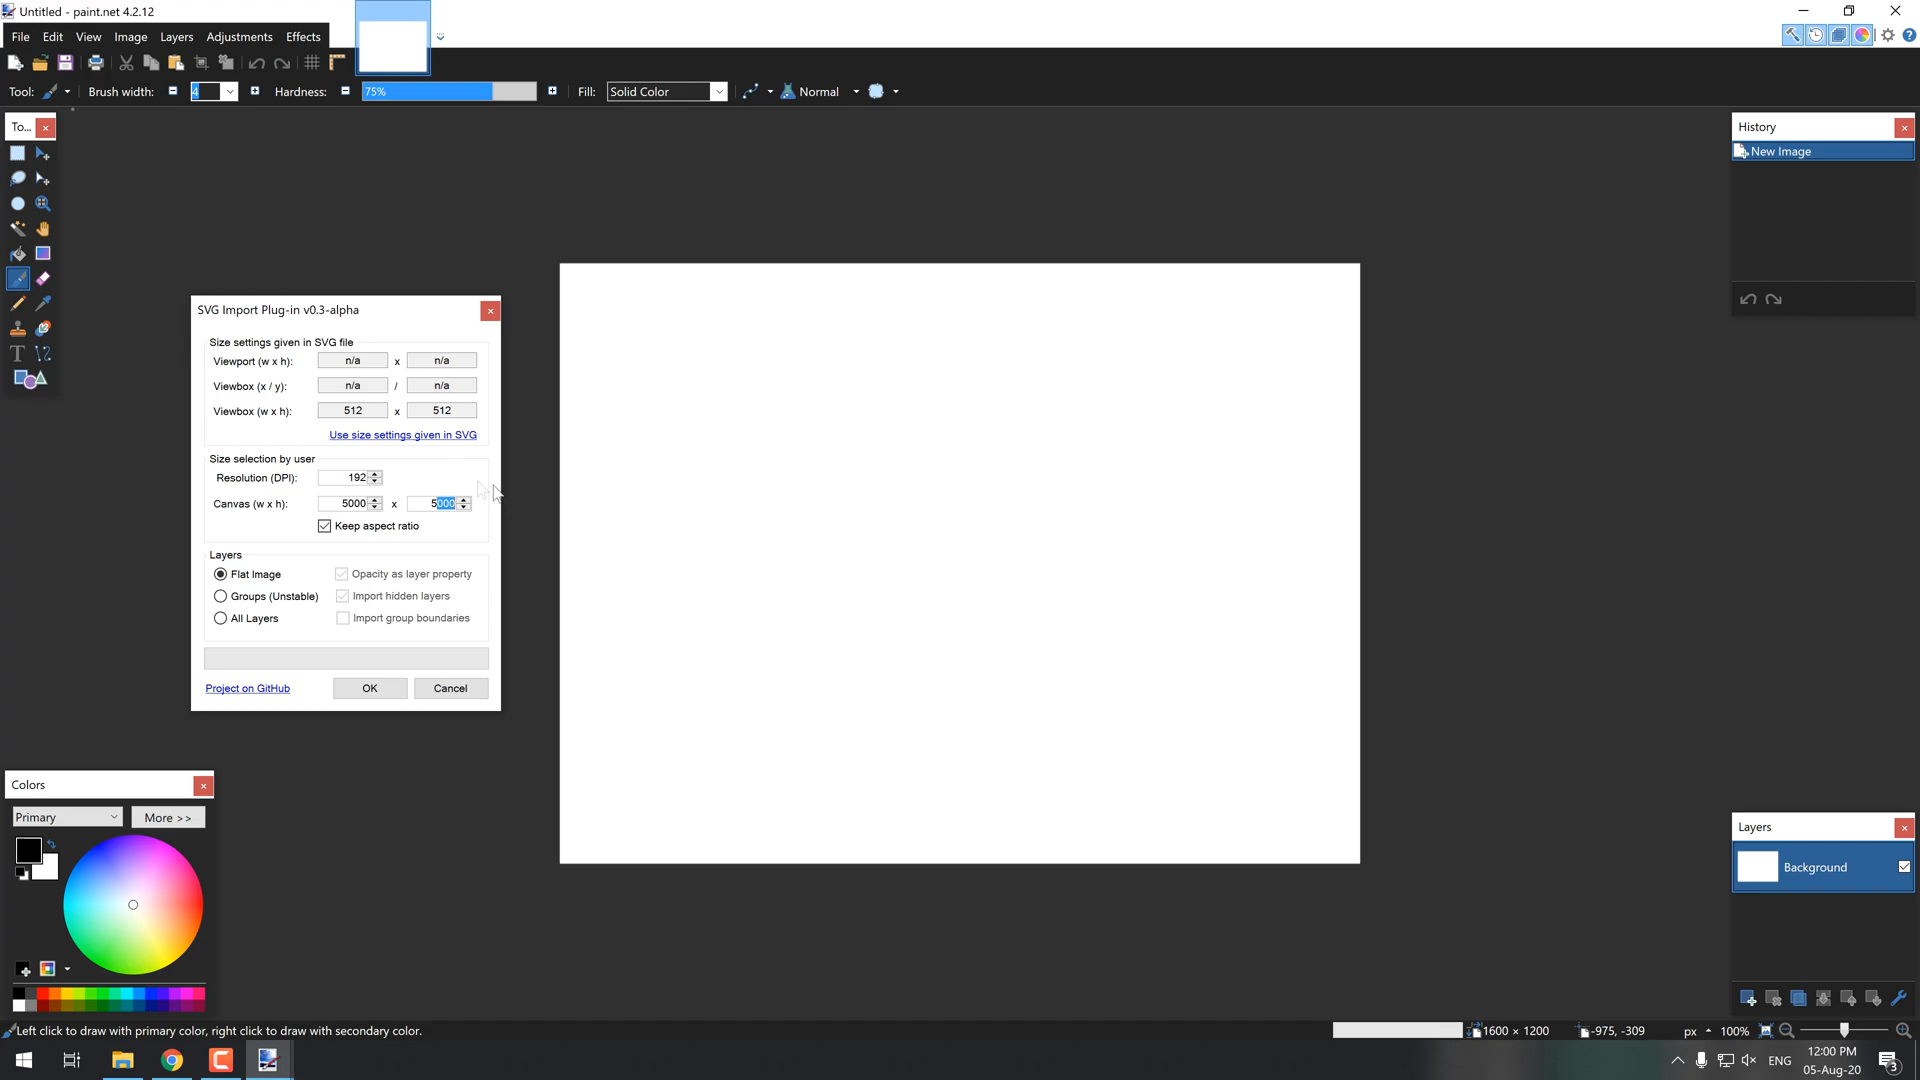 Untitled - paint.net 4.2.12
File Edit View Image Layers Adjustments Effects
Tool: Brush width: 4 Hardness: 75% Fill: Solid Color Normal
To...
History
New Image
SVG Import Plug-in v0.3-alpha
Size settings given in SVG file
Viewport (w x h): n/a x n/a
Viewbox (x / y): n/a / n/a
Viewbox (w x h): 512 x 512
Use size settings given in SVG
Size selection by user
Resolution (DPI): 192
Canvas (w x h): 5000 x 5000
Keep aspect ratio
Layers
Flat Image Opacity as layer property
Groups (Unstable) Import hidden layers
All Layers Import group boundaries
Project on GitHub OK Cancel
Colors
Primary More >>
Layers
Background
Left click to draw with primary color, right click to draw with secondary color.
1600 × 1200 -975, -309 px 100%
ENG 12:00 PM
05-Aug-20 3